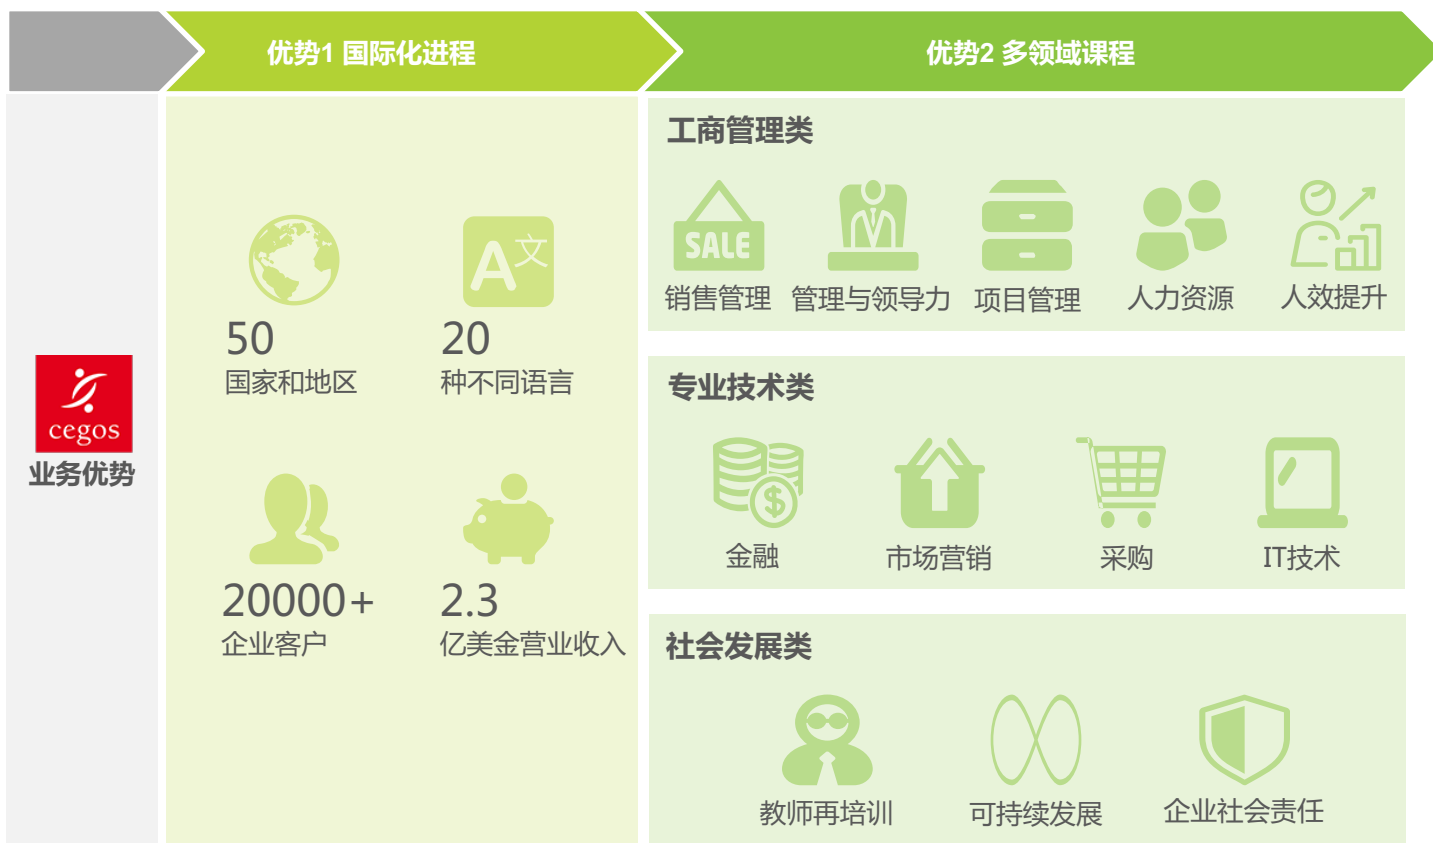 优势1 国际化进程
优势2 多领域课程
cegos
业务优势
A文
50
国家和地区
20
种不同语言
20000+
企业客户
2.3
亿美金营业收入
工商管理类
SALE
销售管理
管理与领导力
项目管理
人力资源
人效提升
专业技术类
$
金融
市场营销
采购
IT技术
社会发展类
教师再培训
可持续发展
企业社会责任